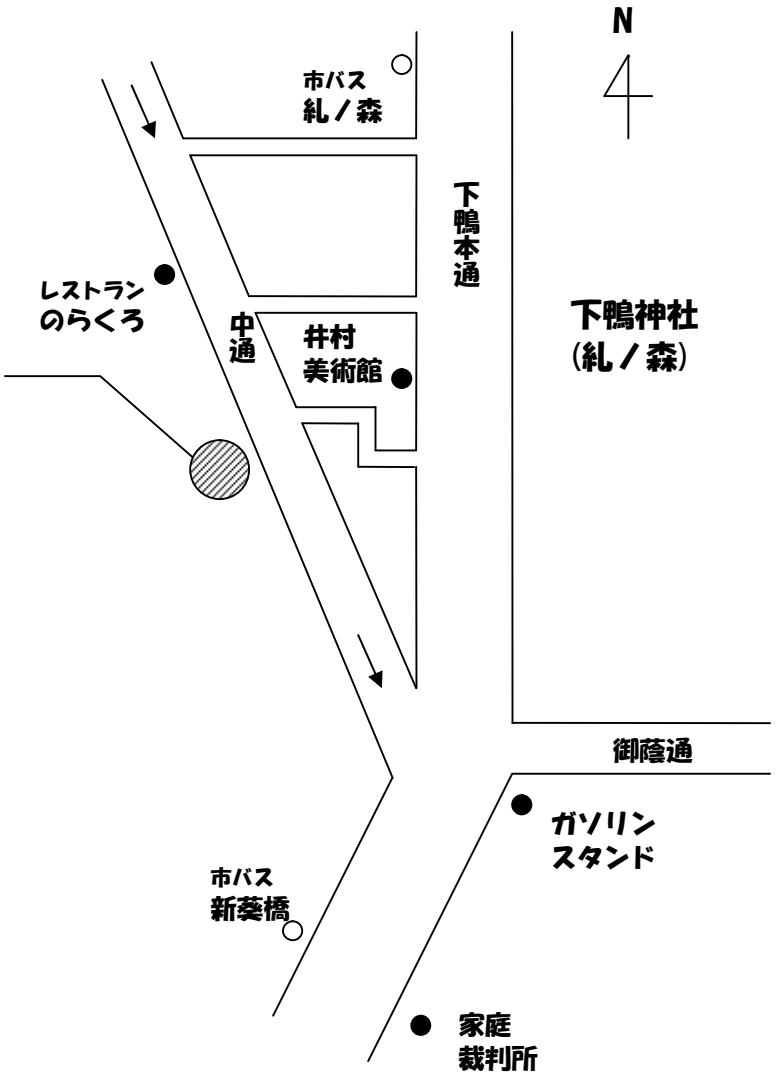 N
市バス
糺ノ森
下鴨本通
レストラン
のらくろ
中通
井村
美術館
下鴨神社
(糺ノ森)
御蔭通
ガソリン
スタンド
市バス
新葵橋
家庭
裁判所